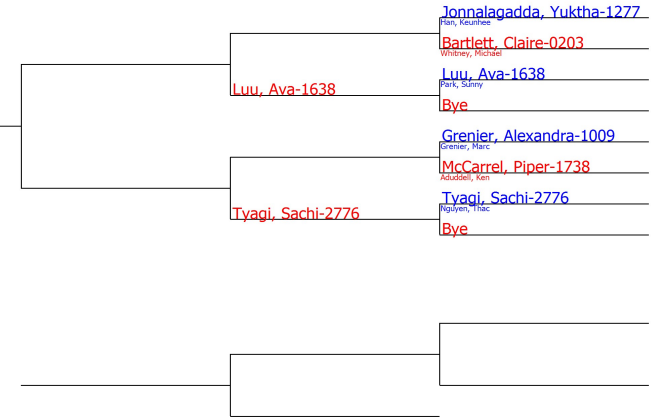 Jonnalagadda, Yuktha-1277
Han, Keunhee
Bartlett, Claire-0203
Whitney, Michael
Luu, Ava-1638
Luu, Ava-1638
Park, Sunny
Bye
Grenier, Alexandra-1009
Grenier, Marc
McCarrel, Piper-1738
Aduddell, Ken
Tyagi, Sachi-2776
Tyagi, Sachi-2776
Nguyen, Thac
Bye